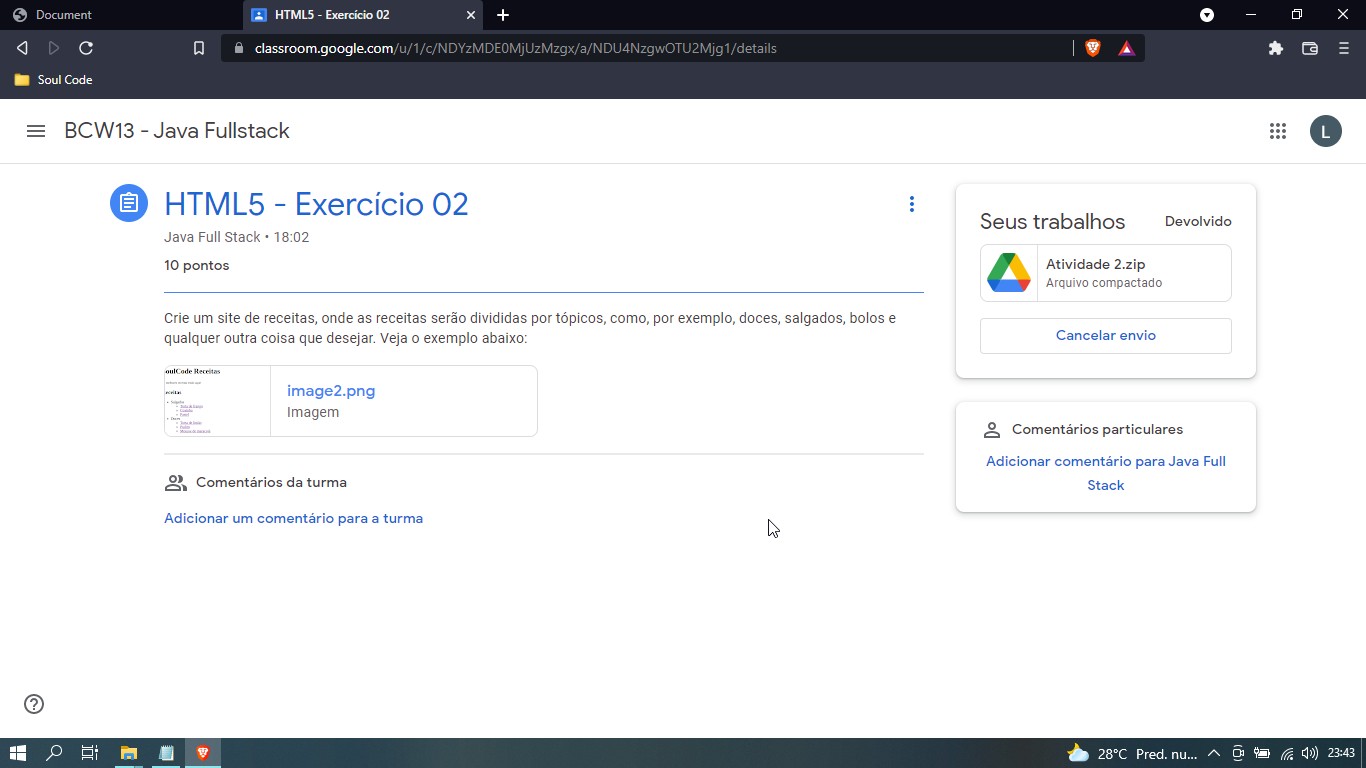 Document
HTML5 - Exercício 02
classroom.google.com/u/1/c/NDYzMDE0MjUzMzgx/a/NDU4NzgwOTU2Mjg1/details
Soul Code
BCW13 - Java Fullstack
L
HTML5 - Exercício 02
Java Full Stack • 18:02
10 pontos
Crie um site de receitas, onde as receitas serão divididas por tópicos, como, por exemplo, doces, salgados, bolos e
qualquer outra coisa que desejar. Veja o exemplo abaixo:
oulCode Receitas
image2.png
Imagem
Comentários da turma
Adicionar um comentário para a turma
Seus trabalhos
Devolvido
Atividade 2.zip
Arquivo compactado
Cancelar envio
Comentários particulares
Adicionar comentário para Java Full
Stack
28°C Pred. nu...
23:43